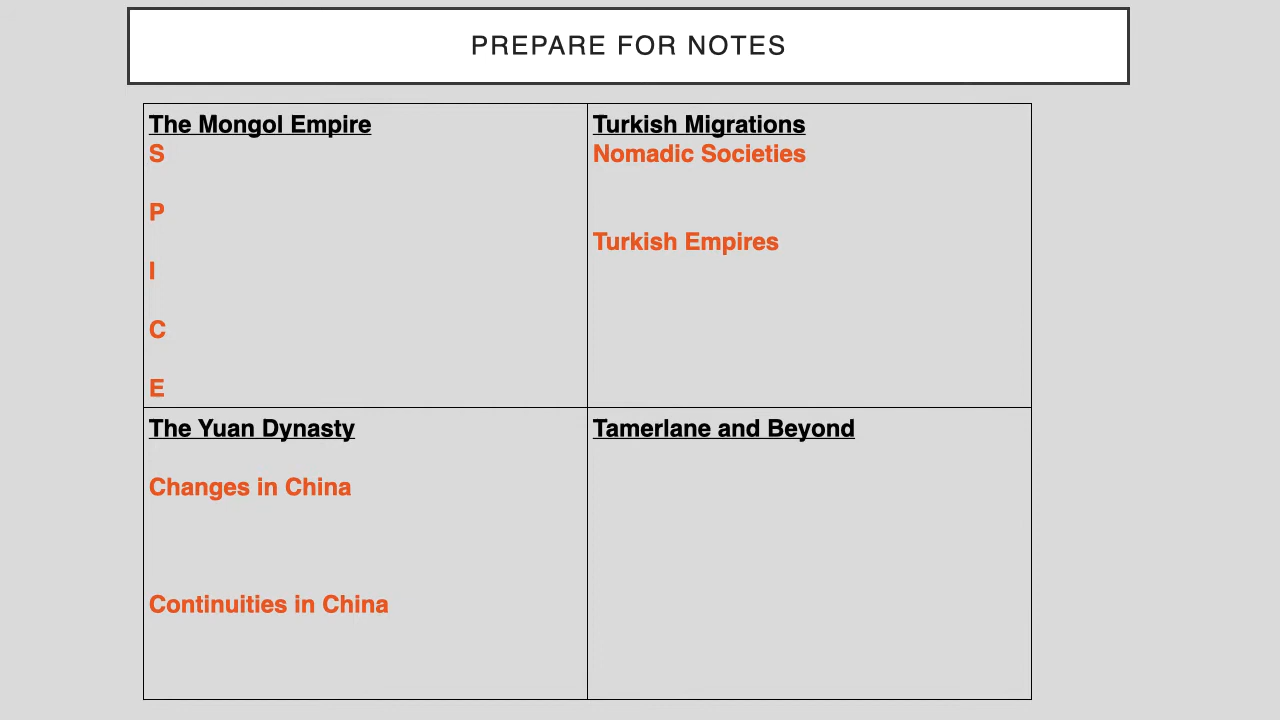 PREPARE FOR NOTES
The Mongol Empire
S
P
I
C
E
Turkish Migrations
Nomadic Societies
Turkish Empires
The Yuan Dynasty
Changes in China
Continuities in China
Tamerlane and Beyond